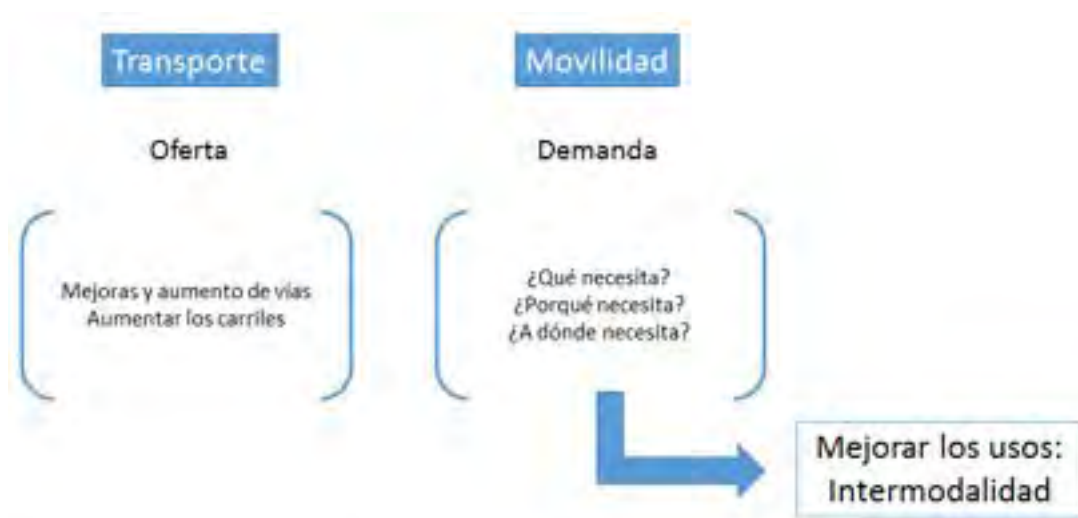 Transporte
Oferta
Mejoras y aumento de vías
Aumentar los carriles
Movilidad
Demanda
¿Qué necesita?
¿Porqué necesita?
¿A dónde necesita?
Mejorar los usos:
Intermodalidad